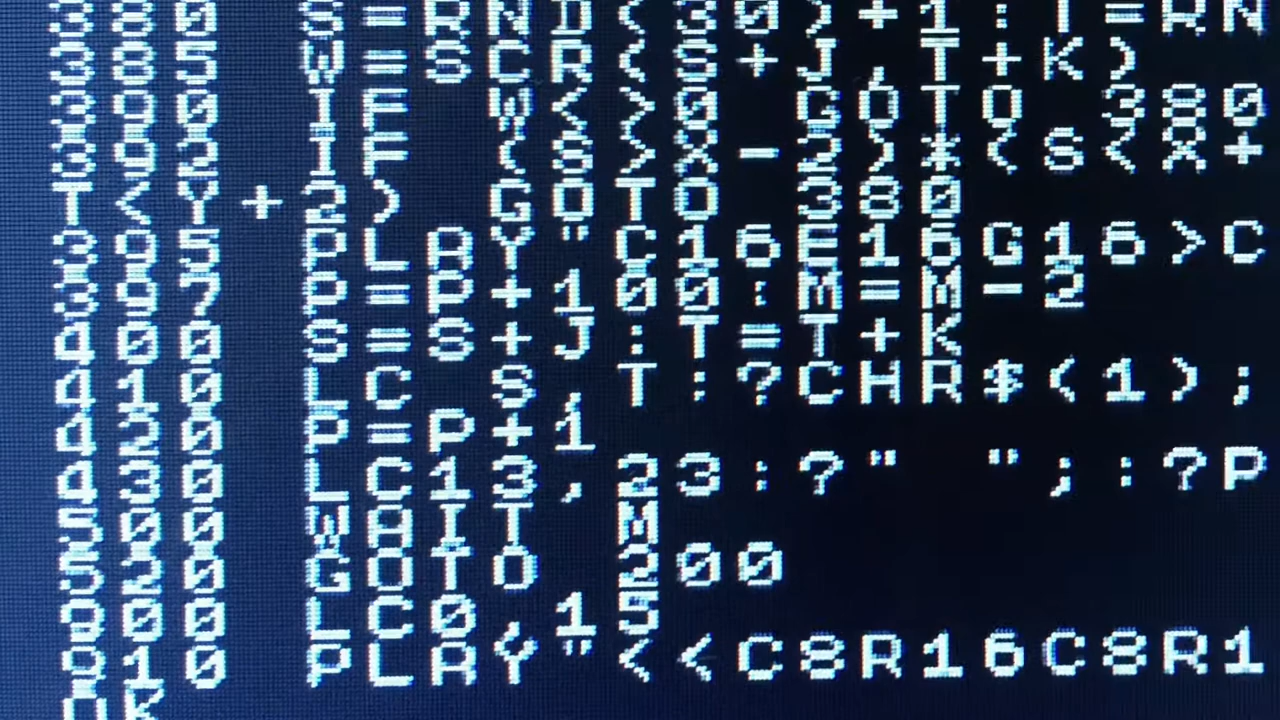 380 S=RND(30)+1:T=RN
385 W=SCR(S+J,T+K)
390 IF W<>0 GOTO 380
392 IF (S>X-2)*(S<X+
T<Y+2) GOTO 380
395 PLAY "C16E16G16>C
397 P=P+100:M=M-2
400 S=S+J:T=T+K
410 LC S,T:?CHR$(1);
420 P=P+1
430 LC13,23:?" ";:?P
500 WAIT M
520 GOTO 200
800 LC0,15
810 PLAY "<<C8R16C8R1
OK